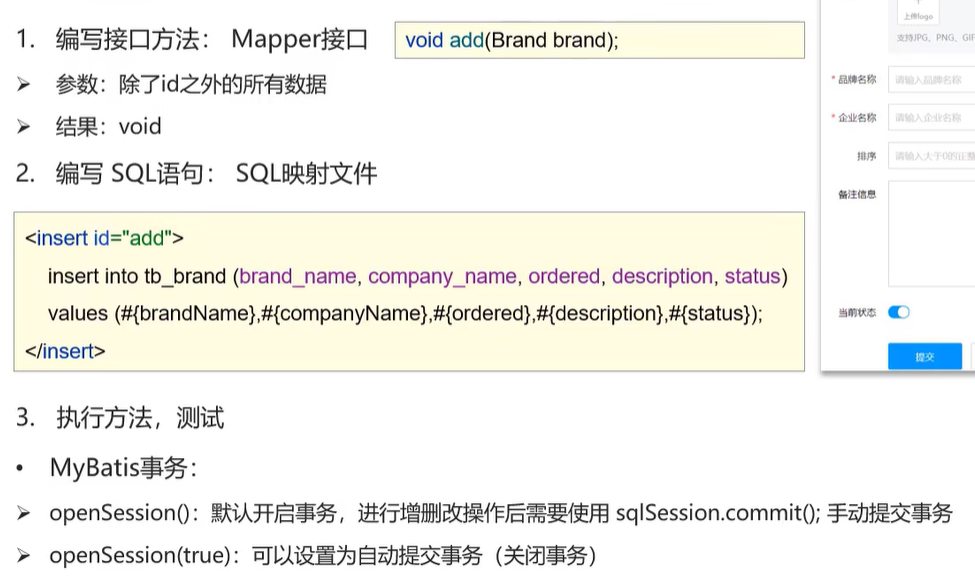 1. 编写接口方法： Mapper接口
void add(Brand brand);
➢ 参数：除了id之外的所有数据
➢ 结果：void
2. 编写 SQL语句： SQL映射文件
<insert id="add">
insert into tb_brand (brand_name, company_name, ordered, description, status)
values (#{brandName},#{companyName},#{ordered},#{description},#{status});
</insert>
3. 执行方法，测试
• MyBatis事务：
➢ openSession()：默认开启事务，进行增删改操作后需要使用 sqlSession.commit(); 手动提交事务
➢ openSession(true)：可以设置为自动提交事务（关闭事务）
上传logo
支持JPG、PNG、GIF
* 品牌名称
请输入品牌名称
* 企业名称
请输入企业名称
排序
请输入大于0的正整
备注信息
当前状态
提交